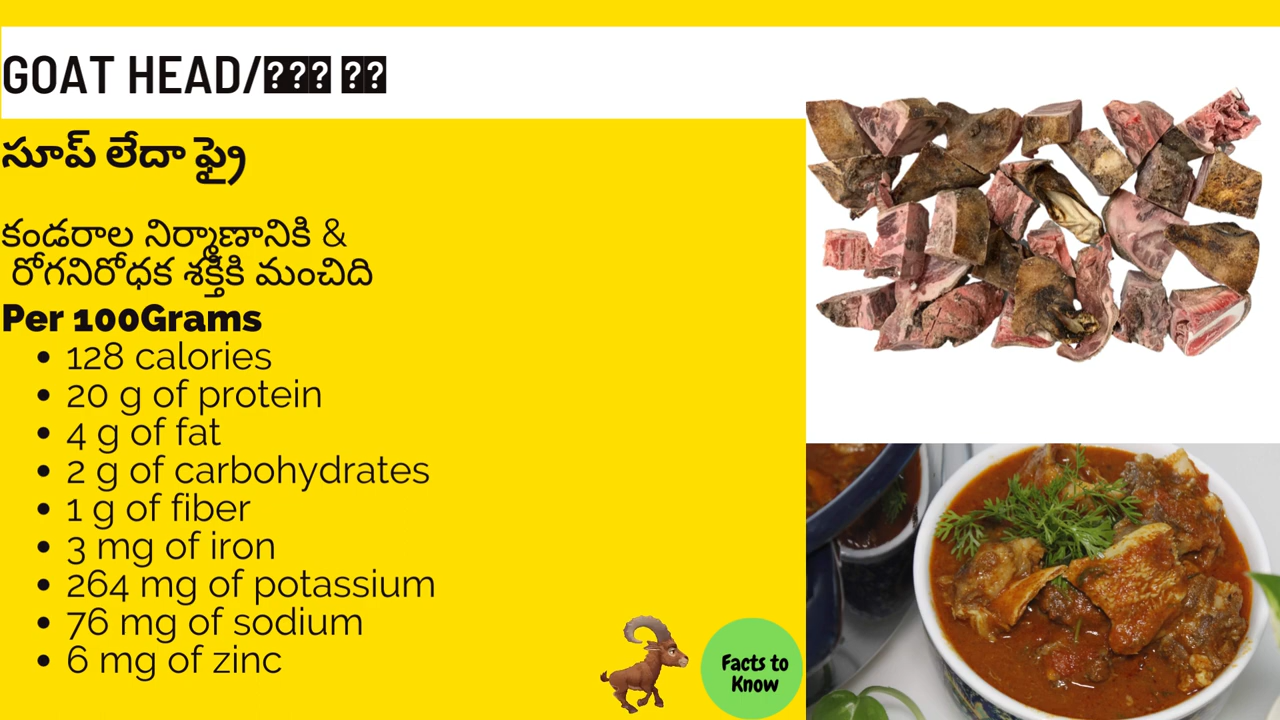 GOAT HEAD/
సూప్ లేదా ఫ్రై
కండరాల నిర్మాణానికి &
రోగనిరోధక శక్తికి మంచిది
Per 100Grams
• 128 calories
• 20 g of protein
• 4 g of fat
• 2 g of carbohydrates
• 1 g of fiber
• 3 mg of iron
• 264 mg of potassium
• 76 mg of sodium
• 6 mg of zinc
Facts to
Know